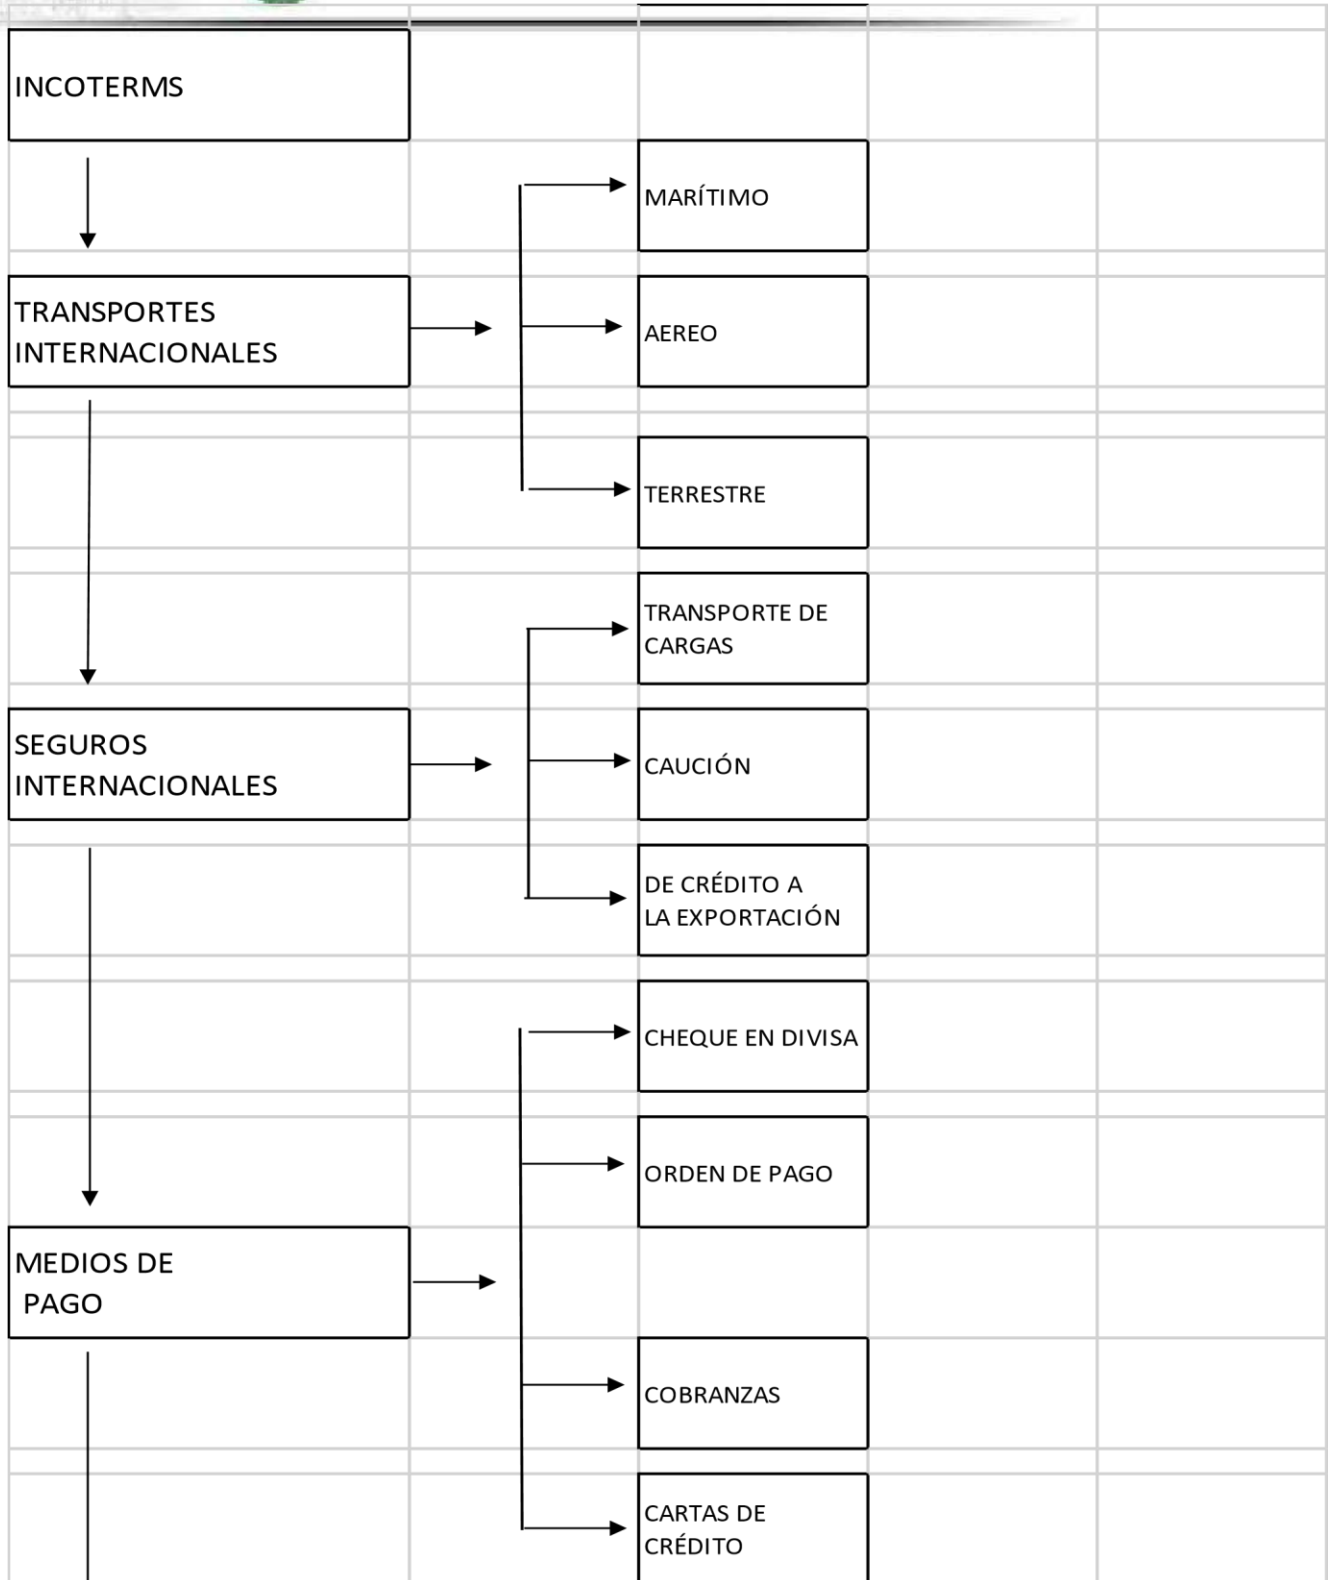 INCOTERMS
MARÍTIMO
TRANSPORTES
INTERNACIONALES
AEREO
TERRESTRE
TRANSPORTE DE
CARGAS
SEGUROS
INTERNACIONALES
CAUCIÓN
DE CRÉDITO A
LA EXPORTACIÓN
CHEQUE EN DIVISA
ORDEN DE PAGO
MEDIOS DE
PAGO
COBRANZAS
CARTAS DE
CRÉDITO